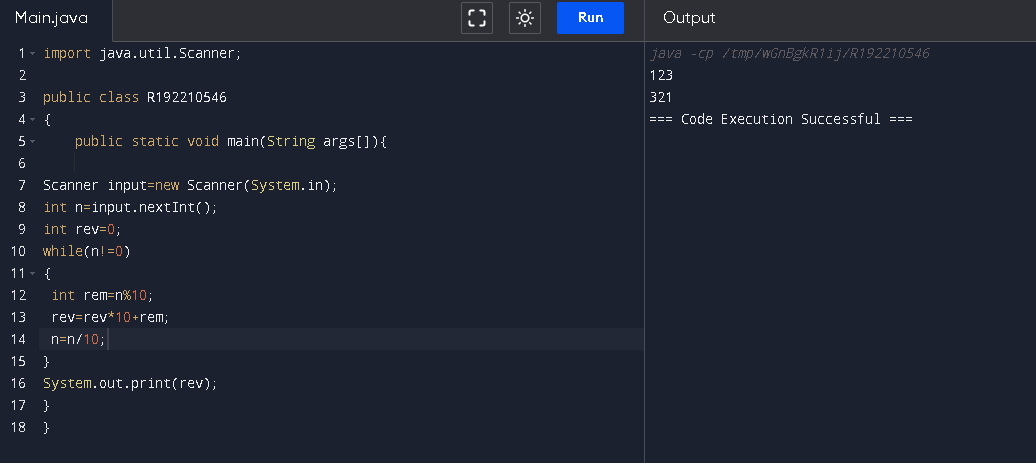 Main.java
Run
Output
1 import java.util.Scanner;
2
3 public class R192210546
4 {
5 public static void main(String args[]){
6
7 Scanner input=new Scanner(System.in);
8 int n=input.nextInt();
9 int rev=0;
10 while(n!=0)
11 {
12 int rem=n%10;
13 rev=rev*10+rem;
14 n=n/10;
15 }
16 System.out.print(rev);
17 }
18 }
java -cp /tmp/wGnBgkR1ij/R192210546
123
321
=== Code Execution Successful ===